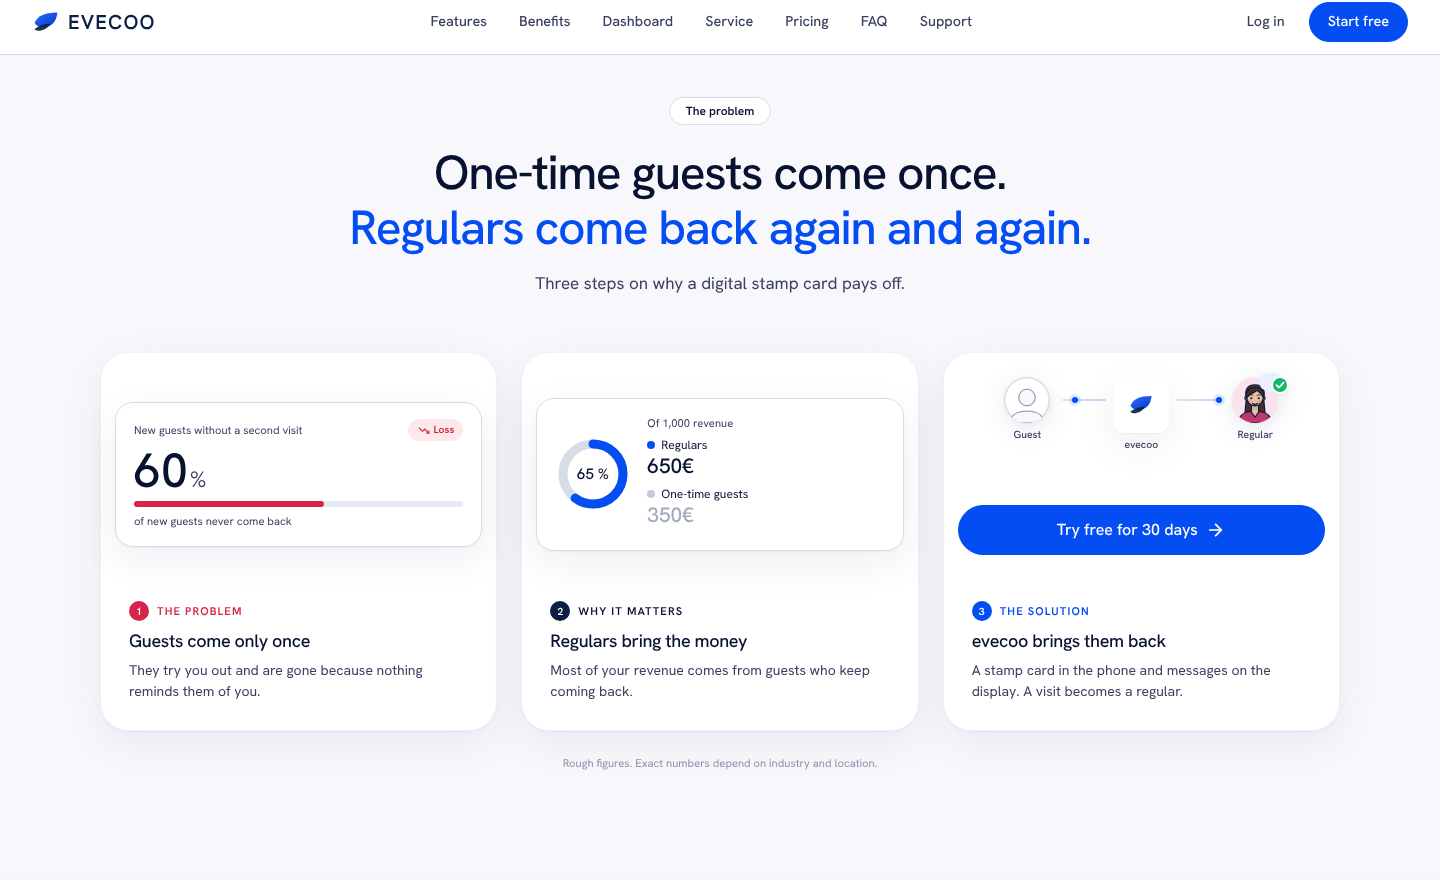 EVECOO
Features Benefits Dashboard Service Pricing FAQ Support
Log in
Start free
The problem
One-time guests come once.
Regulars come back again and again.
Three steps on why a digital stamp card pays off.
New guests without a second visit
Loss
60%
of new guests never come back
1 THE PROBLEM
Guests come only once
They try you out and are gone because nothing
reminds them of you.
65 %
Of 1,000 revenue
Regulars
650€
One-time guests
350€
2 WHY IT MATTERS
Regulars bring the money
Most of your revenue comes from guests who keep
coming back.
Guest
evecoo
Regular
Try free for 30 days
3 THE SOLUTION
evecoo brings them back
A stamp card in the phone and messages on the
display. A visit becomes a regular.
Rough figures. Exact numbers depend on industry and location.